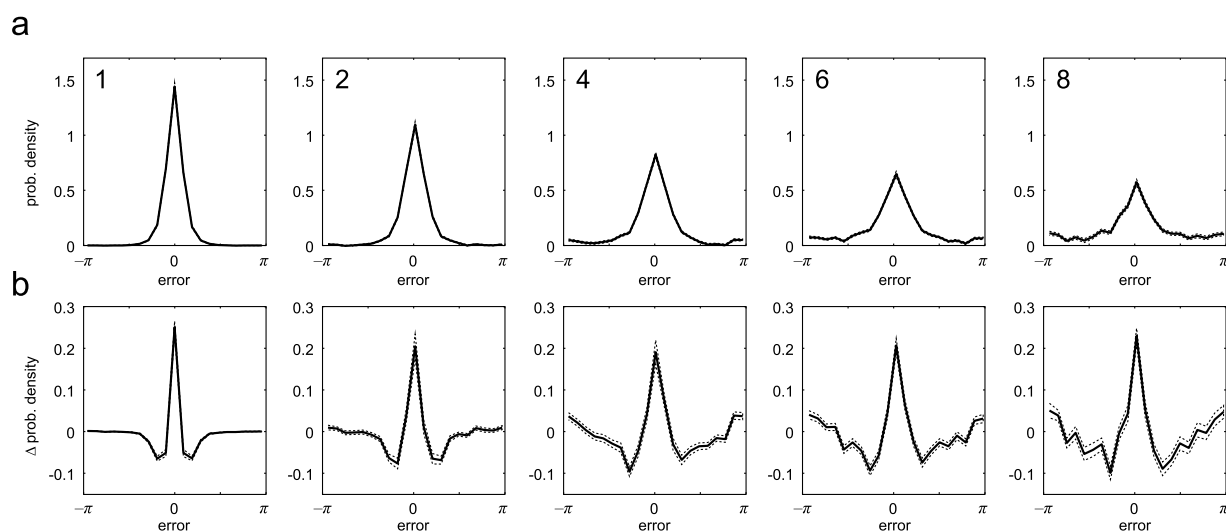 a
1 2 4 6 8
prob. density
1.5 1.5 1.5 1.5 1.5
1 1 1 1 1
0.5 0.5 0.5 0.5 0.5
0 0 0 0 0
−π 0 π −π 0 π −π 0 π −π 0 π −π 0 π
error error error error error
b
Δ prob. density
0.3 0.3 0.3 0.3 0.3
0.2 0.2 0.2 0.2 0.2
0.1 0.1 0.1 0.1 0.1
0 0 0 0 0
-0.1 -0.1 -0.1 -0.1 -0.1
−π 0 π −π 0 π −π 0 π −π 0 π −π 0 π
error error error error error